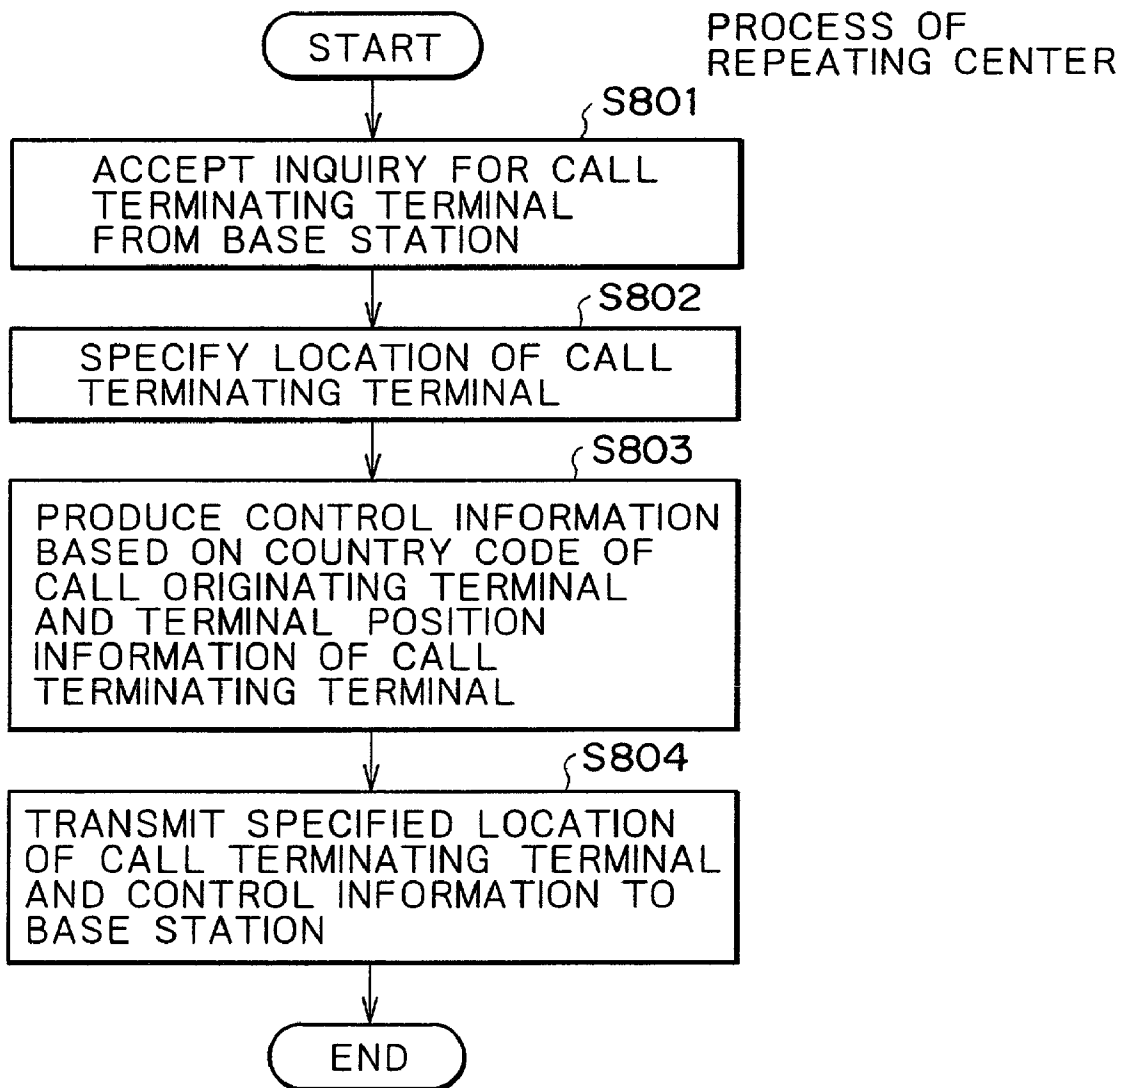 START
PROCESS OF
REPEATING CENTER
S801
ACCEPT INQUIRY FOR CALL
TERMINATING TERMINAL
FROM BASE STATION
S802
SPECIFY LOCATION OF CALL
TERMINATING TERMINAL
S803
PRODUCE CONTROL INFORMATION
BASED ON COUNTRY CODE OF
CALL ORIGINATING TERMINAL
AND TERMINAL POSITION
INFORMATION OF CALL
TERMINATING TERMINAL
S804
TRANSMIT SPECIFIED LOCATION
OF CALL TERMINATING TERMINAL
AND CONTROL INFORMATION TO
BASE STATION
END